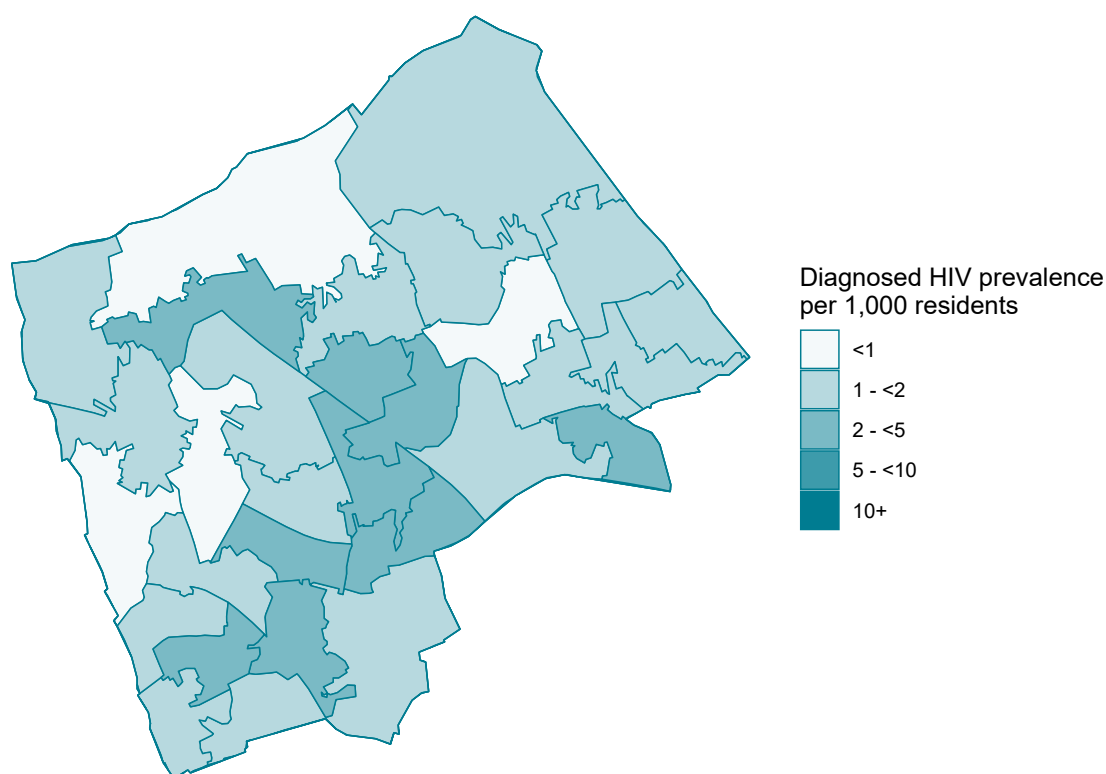 Diagnosed HIV prevalence
per 1,000 residents
<1
1 - <2
2 - <5
5 - <10
10+